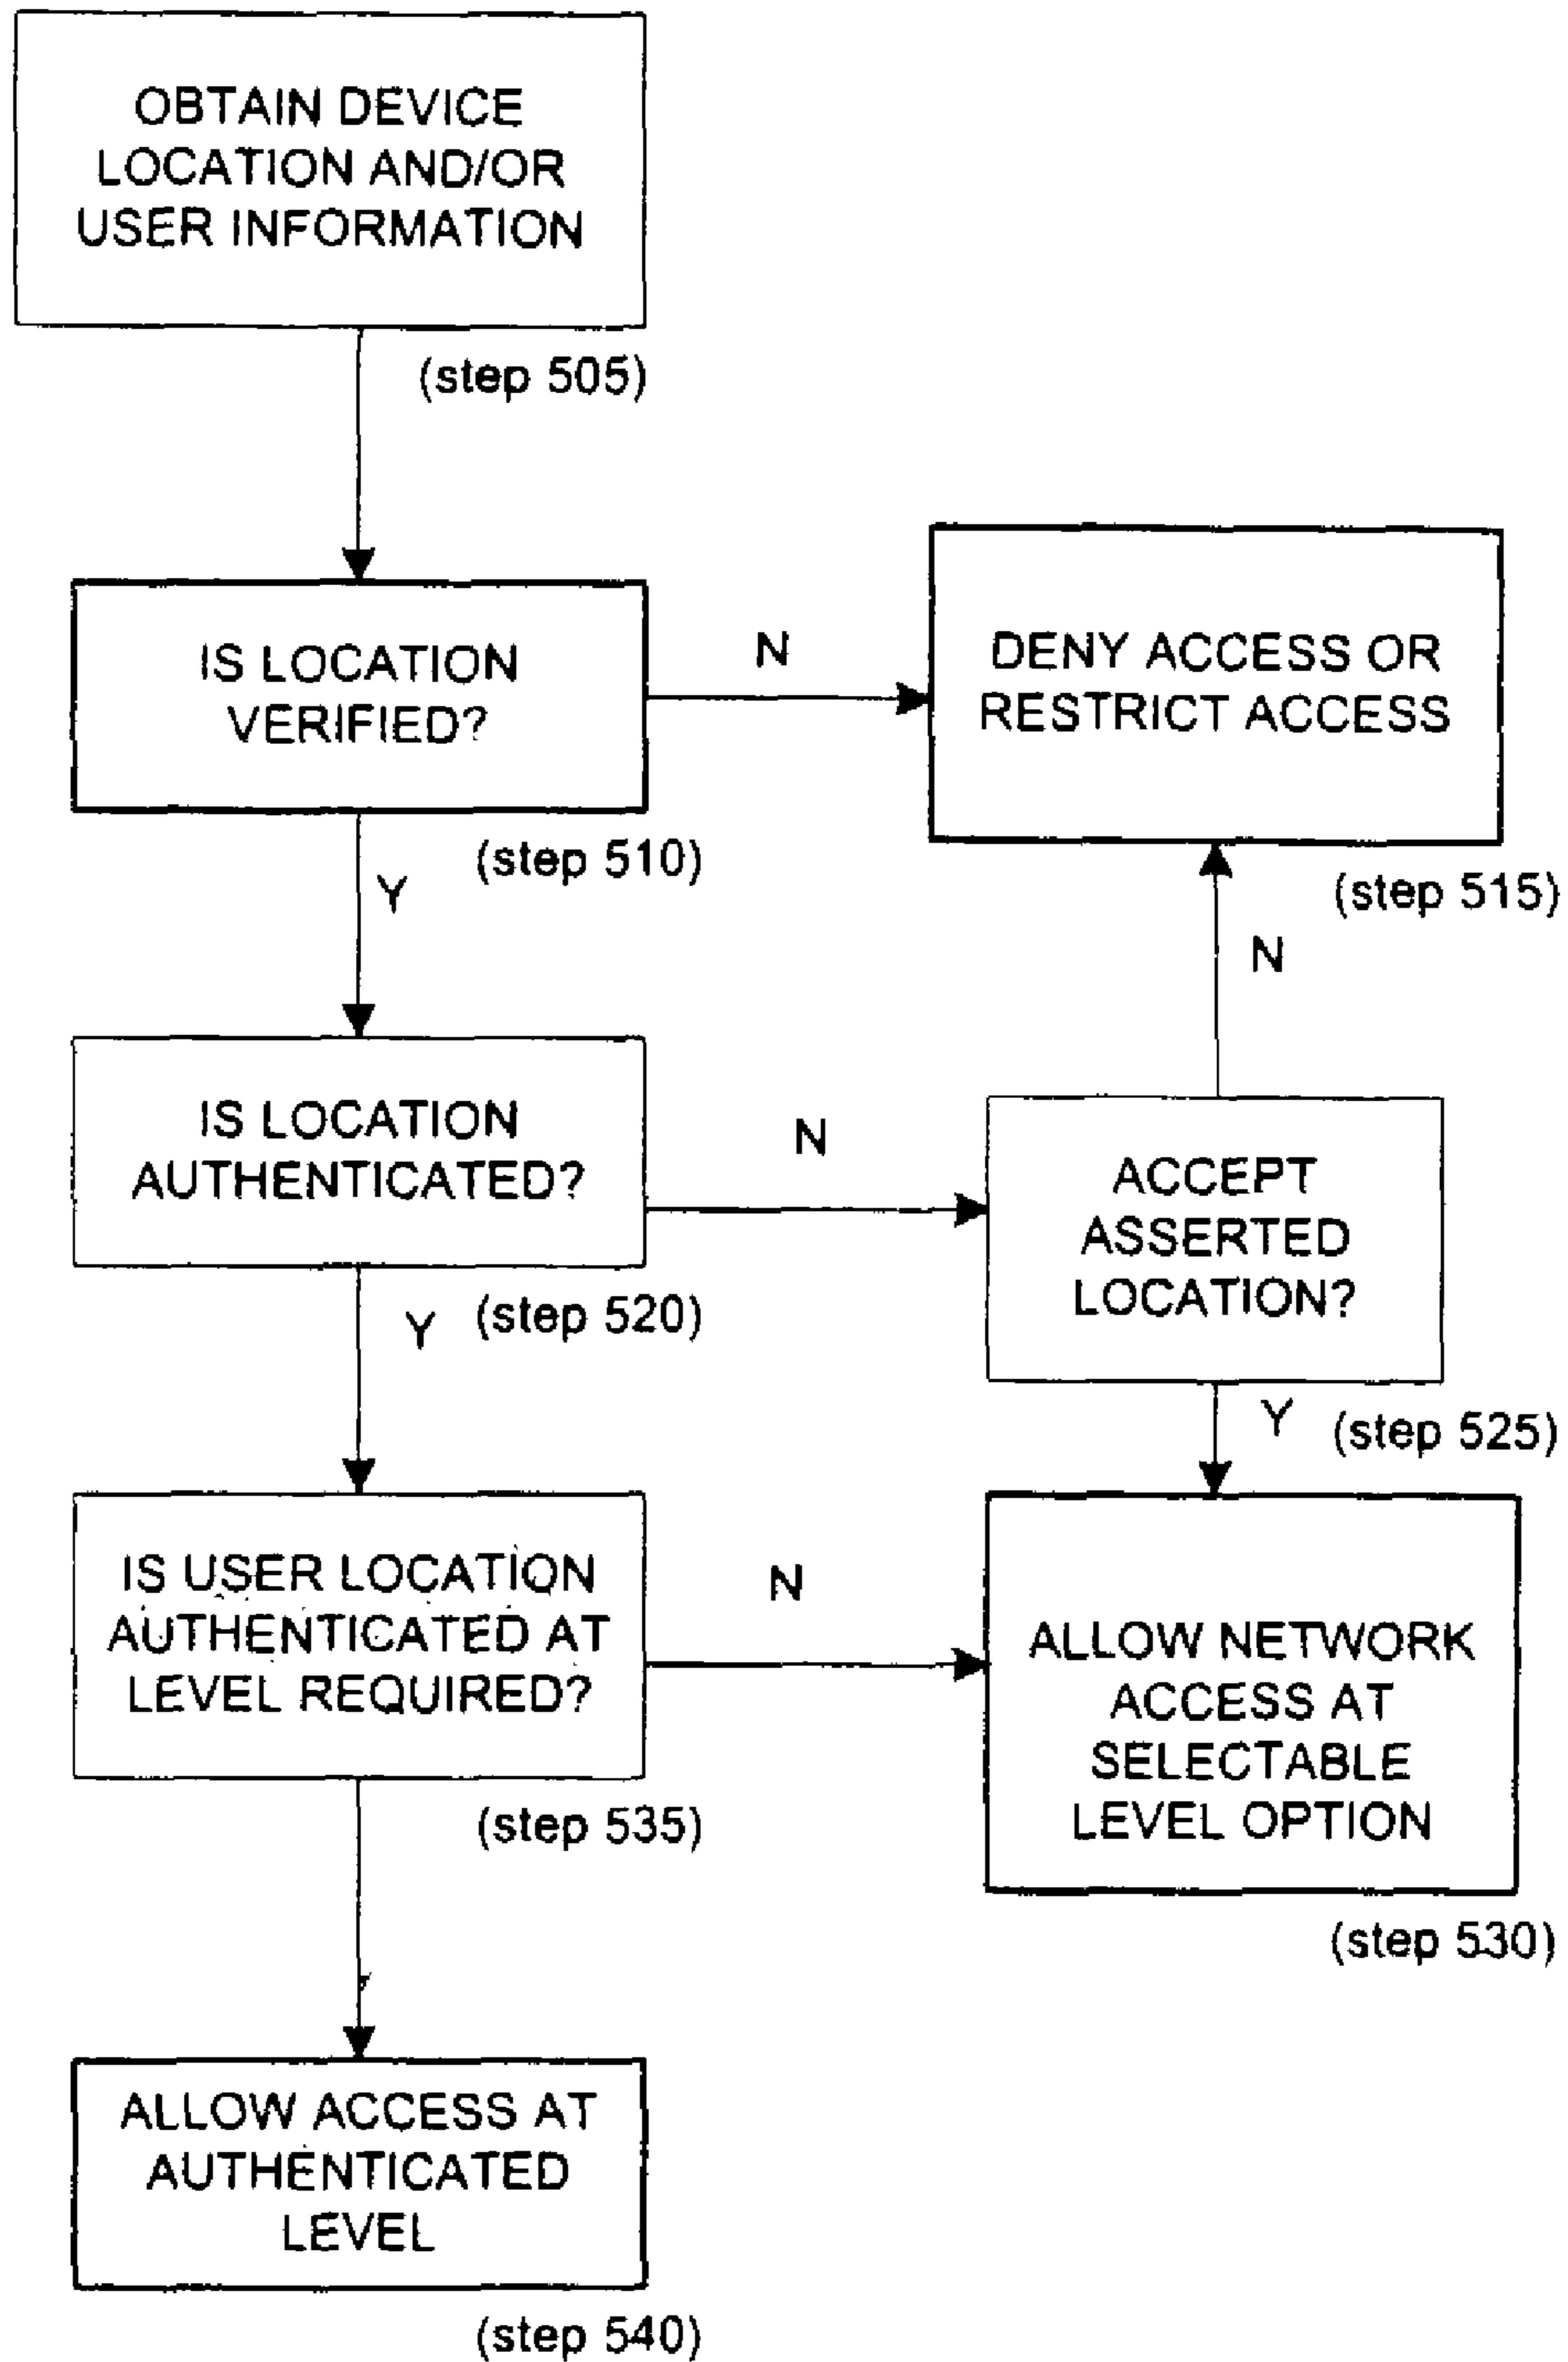 OBTAIN DEVICE
LOCATION AND/OR
USER INFORMATION
(step 505)
IS LOCATION
VERIFIED?
(step 510)
N
DENY ACCESS OR
RESTRICT ACCESS
(step 515)
Y
N
IS LOCATION
AUTHENTICATED?
(step 520)
N
ACCEPT
ASSERTED
LOCATION?
(step 525)
Y
Y
IS USER LOCATION
AUTHENTICATED AT
LEVEL REQUIRED?
(step 535)
N
ALLOW NETWORK
ACCESS AT
SELECTABLE
LEVEL OPTION
(step 530)
ALLOW ACCESS AT
AUTHENTICATED
LEVEL
(step 540)